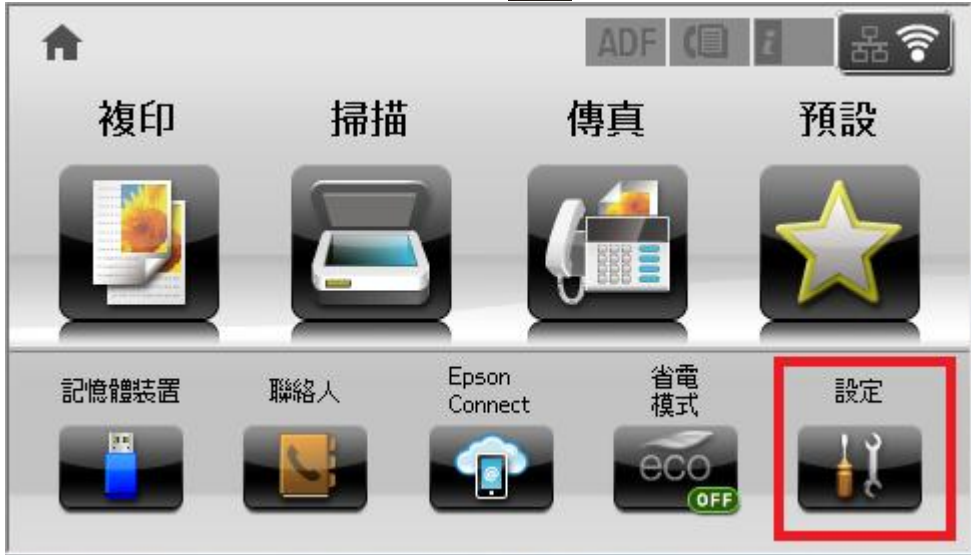 ADF
i
複印
掃描
傳真
預設
記憶體裝置
聯絡人
Epson
Connect
省電
模式
設定
@
eco
OFF